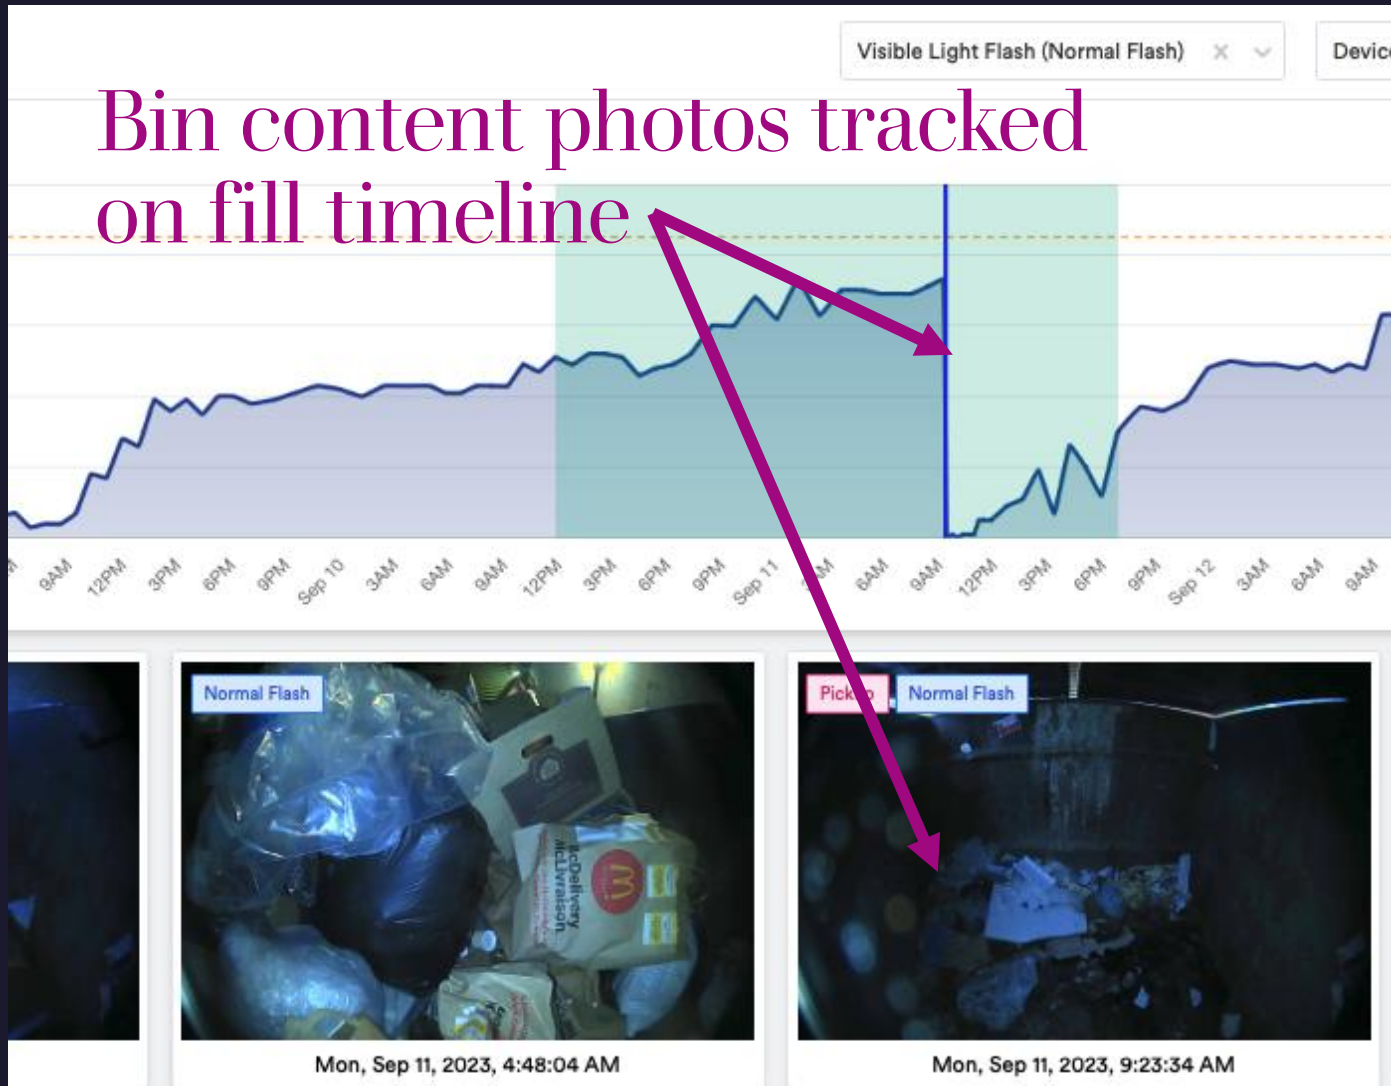 Visible Light Flash (Normal Flash)
Bin content photos tracked
on fill timeline
9AM
12PM
3PM
6PM
9PM
Sep 10
3AM
6AM
9AM
12PM
3PM
6PM
9PM
Sep 11
6AM
9AM
12PM
3PM
6PM
9PM
Sep 12
3AM
6AM
9AM
Normal Flash
Normal Flash
McDelivery
McLivraison
Mon, Sep 11, 2023, 4:48:04 AM
Mon, Sep 11, 2023, 9:23:34 AM